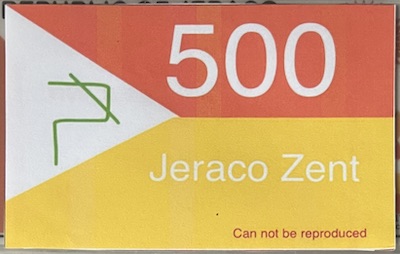 500
Jeraco Zent
Can not be reproduced